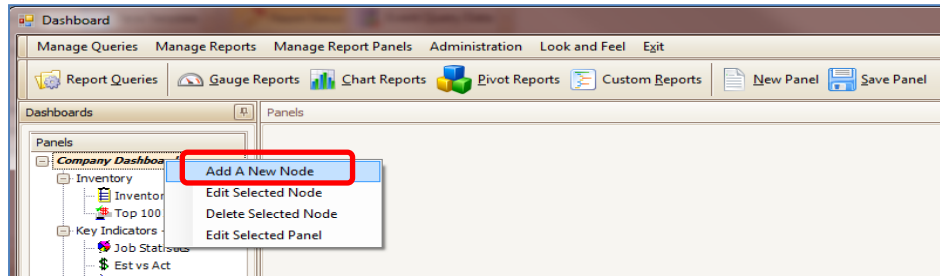 Dashboard
Manage Queries Manage Reports Manage Report Panels Administration Look and Feel Exit
Report Queries Gauge Reports Chart Reports Pivot Reports Custom Reports New Panel Save Panel
Dashboards Panels
Panels
Company Dashboa
Add A New Node
Inventory
Edit Selected Node
Inventor
Top 100
Delete Selected Node
Key Indicators -
Edit Selected Panel
Job Statistics
Est vs Act